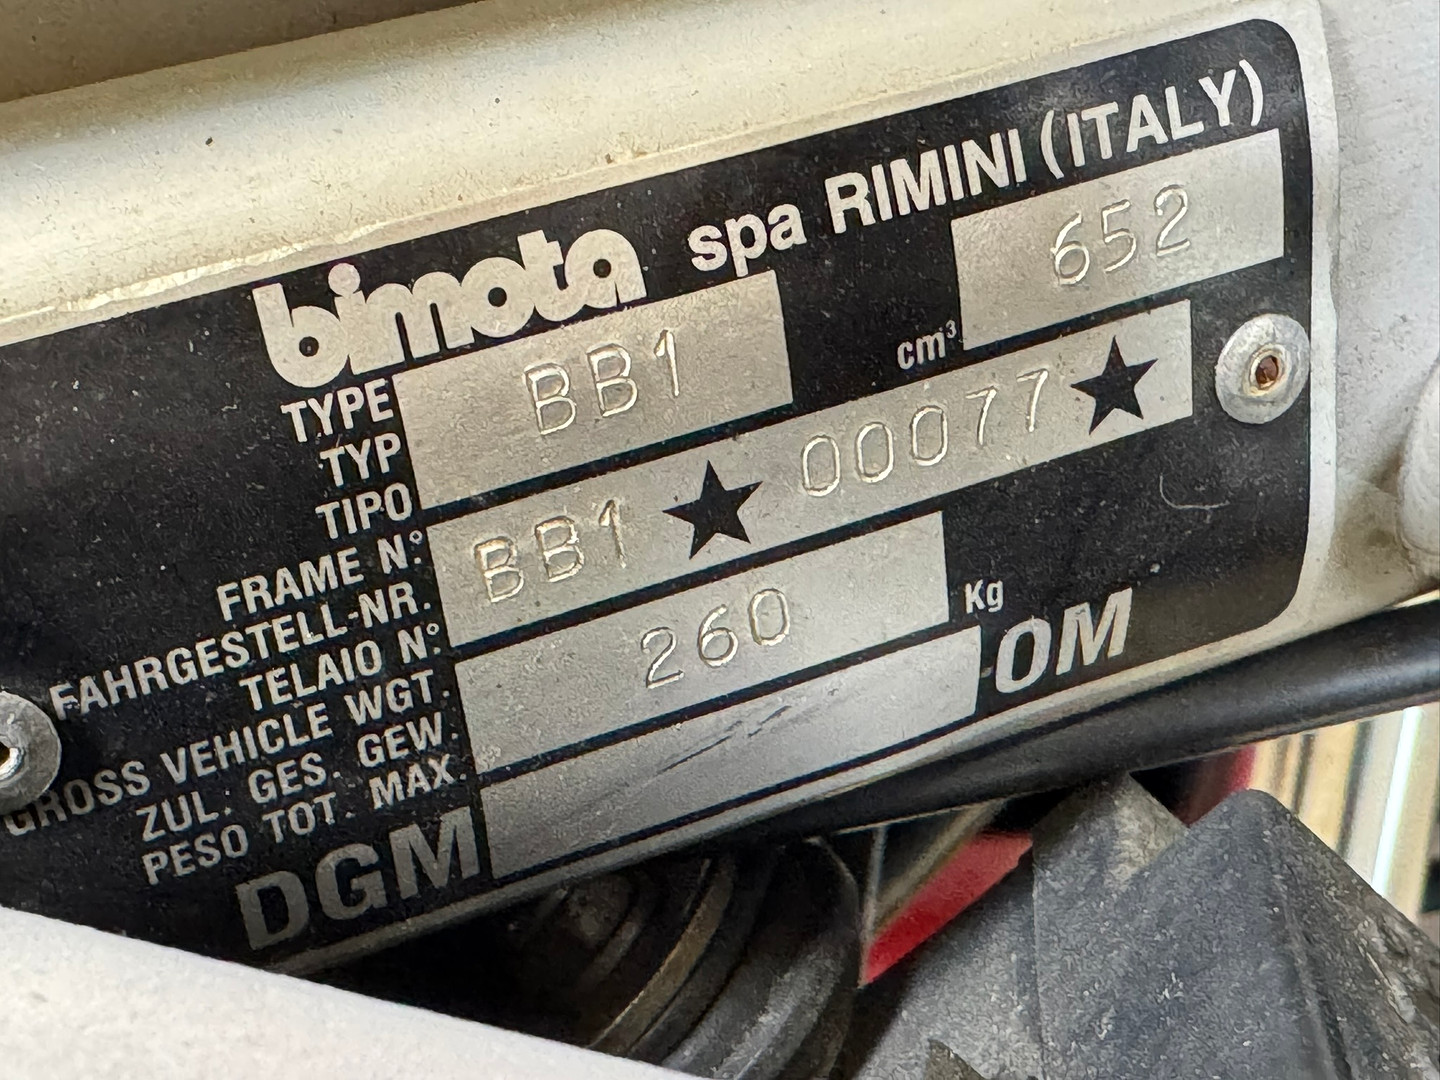 bimota spa RIMINI (ITALY)
TYPE
TYP
TIPO
BB1
cm³
652
FRAME N°.
FAHRGESTELL-NR.
TELAIO N°.
BB1 ★ 00077 ★
GROSS VEHICLE WGT.
ZUL. GES. GEW.
PESO TOT. MAX.
260
Kg
DGM
OM